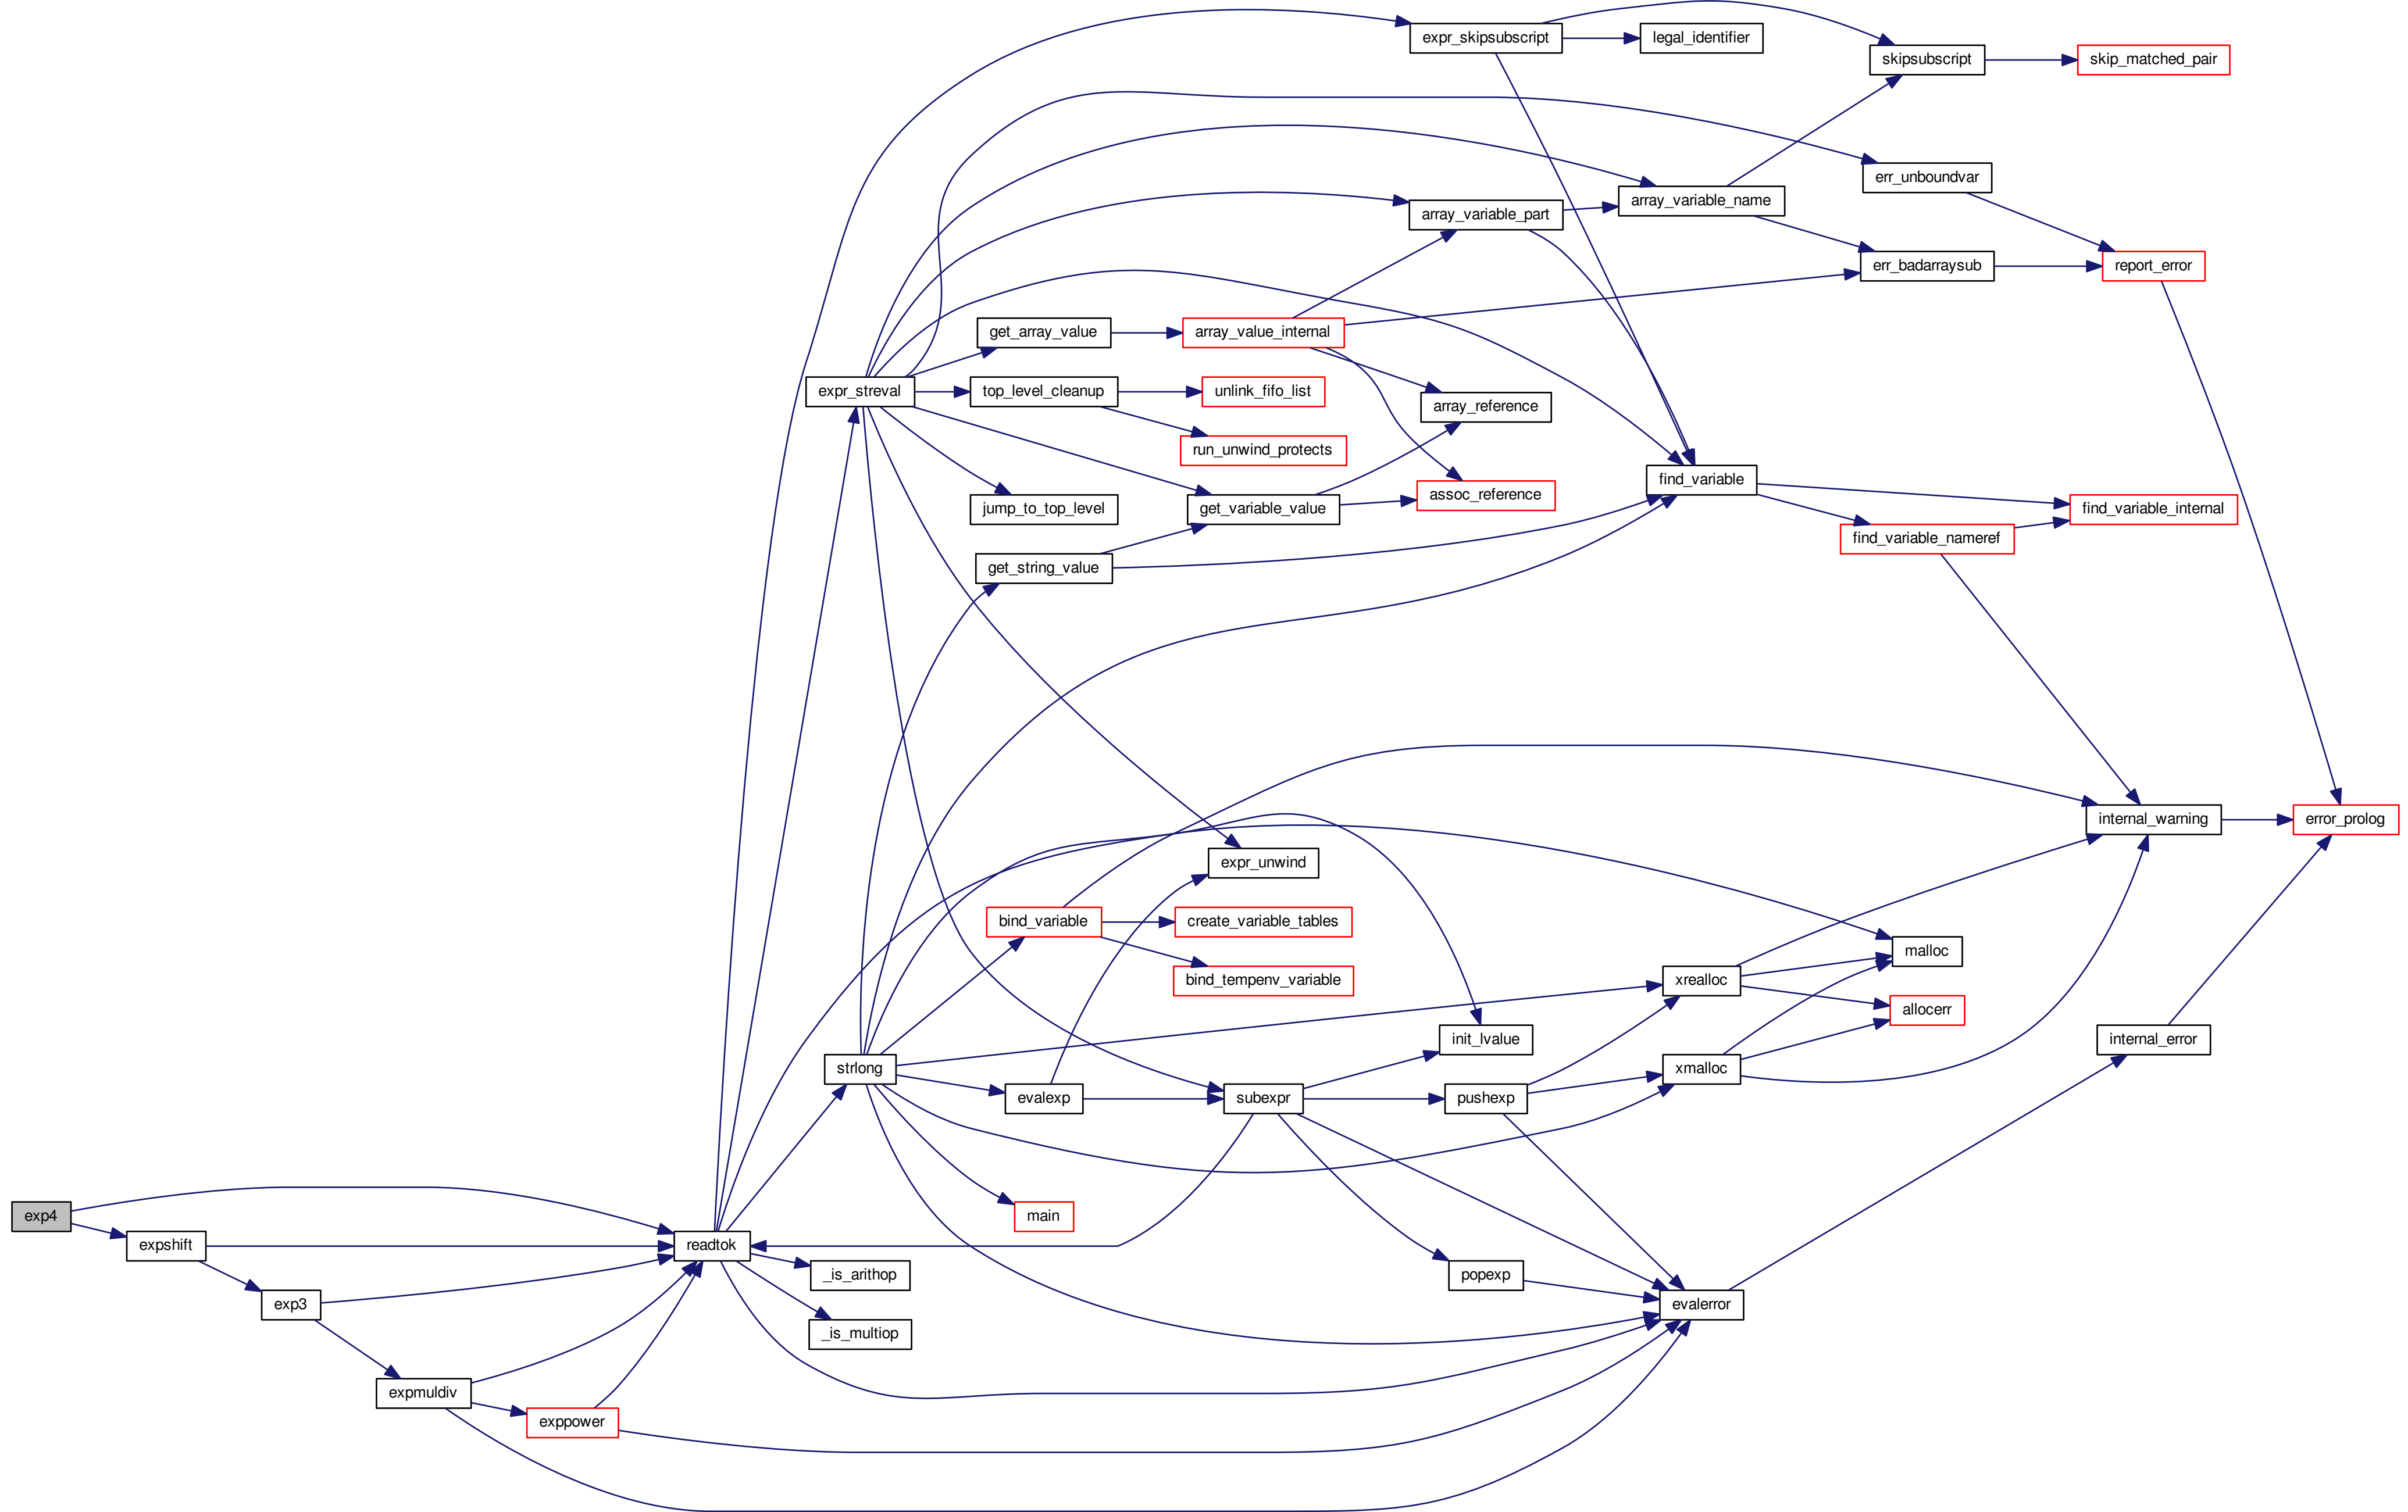 expr_skipsubscript
legal_identifier
skipsubscript
skip_matched_pair
err_unboundvar
array_variable_name
array_variable_part
err_badarraysub
report_error
get_array_value
array_value_internal
expr_streval
top_level_cleanup
unlink_fifo_list
array_reference
run_unwind_protects
find_variable
assoc_reference
jump_to_top_level
get_variable_value
find_variable_internal
find_variable_nameref
get_string_value
internal_warning
error_prolog
expr_unwind
bind_variable
create_variable_tables
malloc
bind_tempenv_variable
xrealloc
allocerr
init_lvalue
internal_error
strlong
xmalloc
evalexp
subexpr
pushexp
exp4
main
expshift
readtok
_is_arithop
popexp
exp3
evalerror
_is_multiop
expmuldiv
exppower